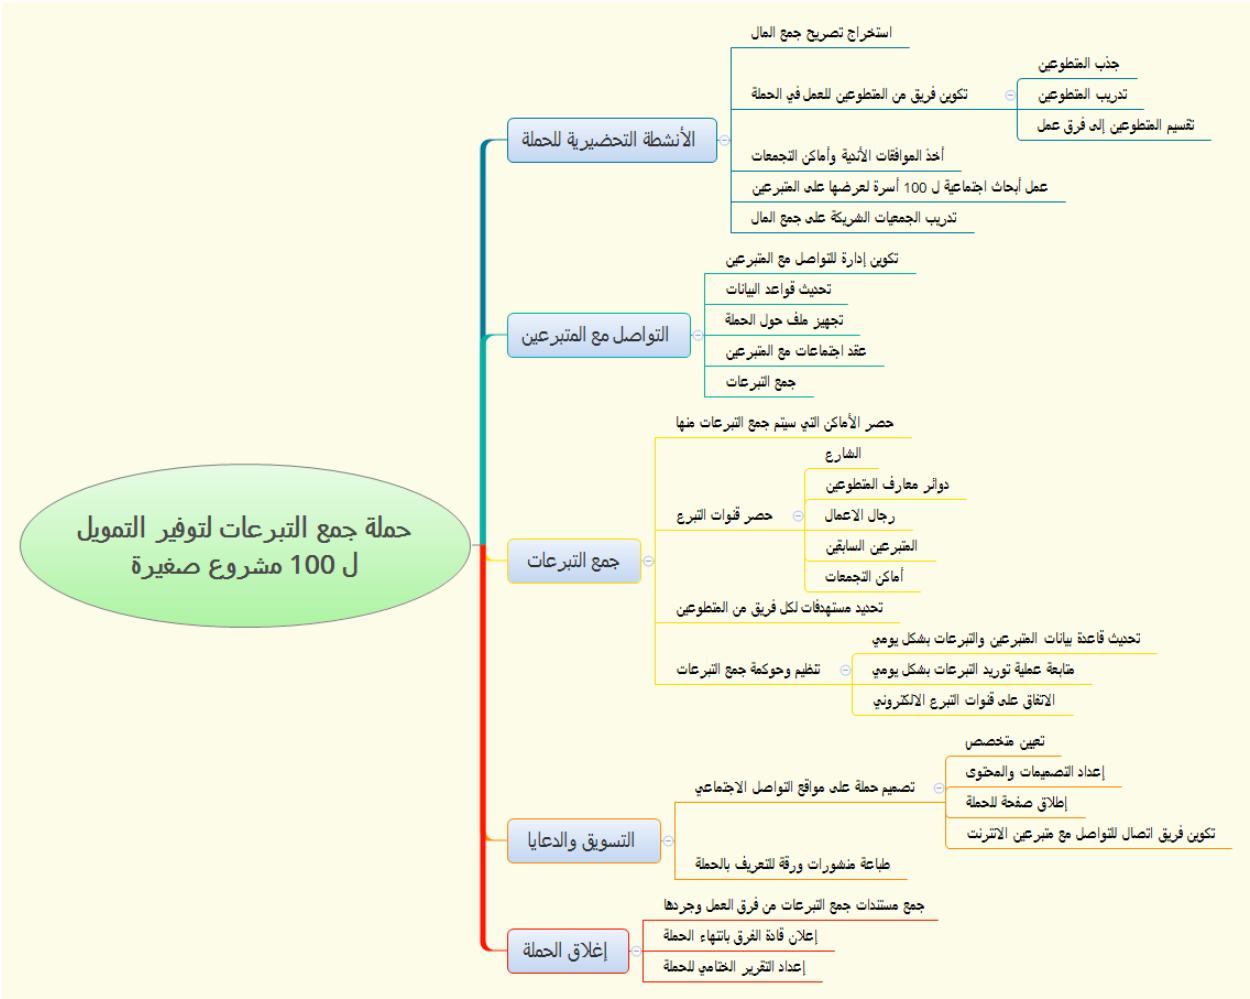 حملة جمع التبرعات لتوفير التمويل
ل 100 مشروع صغيرة
الأنشطة التحضيرية للحملة
استخراج تصريح جمع المال
تكوين فريق من المتطوعين للعمل في الحملة
جذب المتطوعين
تدريب المتطوعين
تقسيم المتطوعين إلى فرق عمل
أخذ الموافقات الأندية وأماكن التجمعات
عمل أبحاث اجتماعية ل 100 أسرة لعرضها على المتبرعين
تدريب الجمعيات الشريكة على جمع المال
التواصل مع المتبرعين
تكوين إدارة للتواصل مع المتبرعين
تحديث قواعد البيانات
تجهيز ملف حول الحملة
عقد اجتماعات مع المتبرعين
جمع التبرعات
جمع التبرعات
حصر الأماكن التي سيتم جمع التبرعات منها
حصر قنوات التبرع
الشارع
دوائر معارف المتطوعين
رجال الاعمال
المتبرعين السابقين
أماكن التجمعات
تحديد مستهدفات لكل فريق من المتطوعين
تنظيم وحوكمة جمع التبرعات
تحديث قاعدة بيانات المتبرعين والتبرعات بشكل يومي
متابعة عملية توريد التبرعات بشكل يومي
الاتفاق على قنوات التبرع الالكتروني
التسويق والدعايا
تصميم حملة على مواقع التواصل الاجتماعي
تعيين متخصص
إعداد التصميمات والمحتوى
إطلاق صفحة للحملة
تكوين فريق اتصال للتواصل مع متبرعين الانترنت
طباعة منشورات ورقة للتعريف بالحملة
إغلاق الحملة
جمع مستندات جمع التبرعات من فرق العمل وجردها
إعلان قادة الفرق بانتهاء الحملة
إعداد التقرير الختامي للحملة